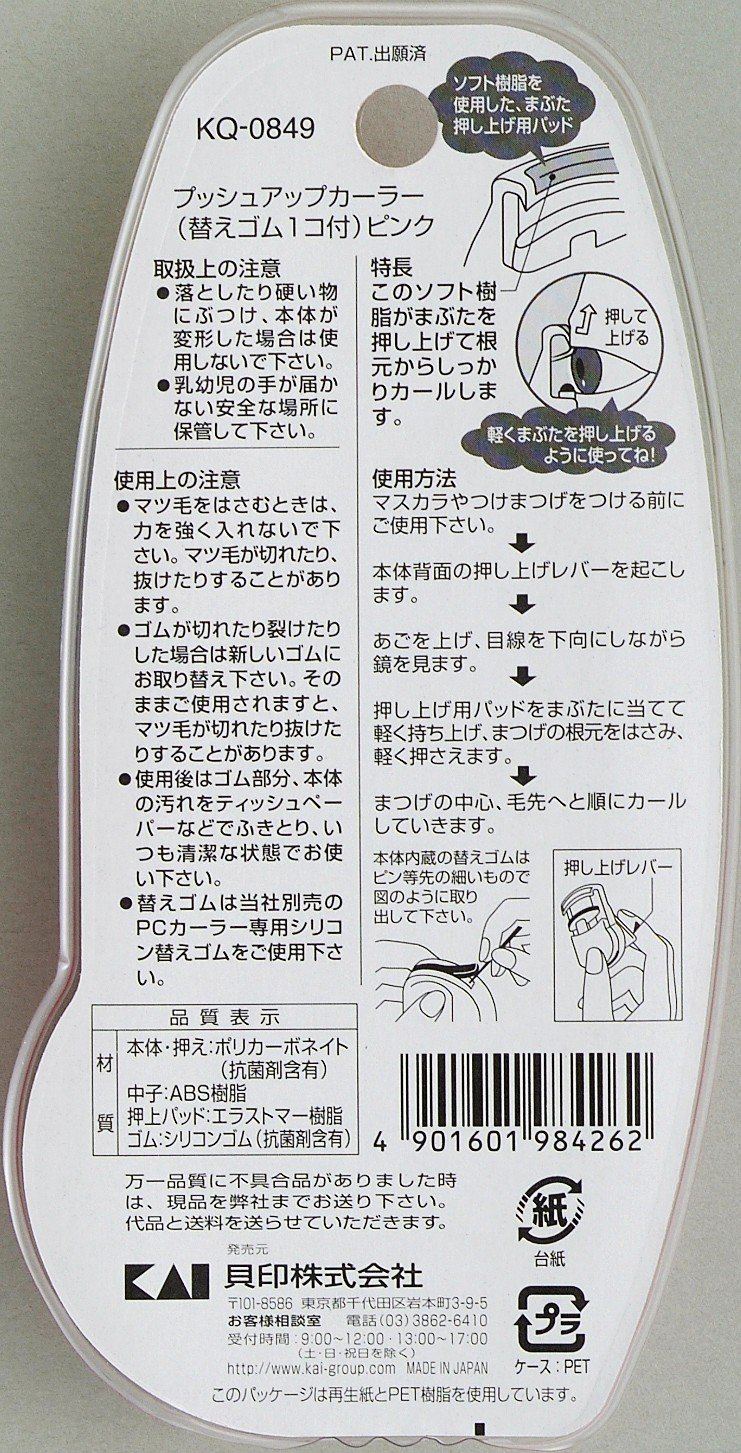 PAT.出願済
KQ-0849
ソフト樹脂を
使用した、まぶた
押し上げ用パッド
プッシュアップカーラー
(替えゴム1コ付)ピンク
取扱上の注意
●落としたり硬い物
にぶつけ、本体が
変形した場合は使
用しないで下さい。
●乳幼児の手が届か
ない安全な場所に
保管して下さい。
特長
このソフト樹
脂がまぶたを
押し上げて根
元からしっか
りカールしま
す。
押して
上げる
軽くまぶたを押し上げる
ように使ってね!
使用上の注意
●マツ毛をはさむときは、
力を強く入れないで下
さい。マツ毛が切れたり、
抜けたりすることがあり
ます。
●ゴムが切れたり裂けたり
した場合は新しいゴムに
お取り替え下さい。その
ままご使用されますと、
マツ毛が切れたり抜けた
りすることがあります。
●使用後はゴム部分、本体
の汚れをティッシュペー
パーなどでふきとり、い
つも清潔な状態でお使
い下さい。
●替えゴムは当社別売の
PCカーラー専用シリコ
ン替えゴムをご使用下さ
い。
使用方法
マスカラやつけまつげをつける前に
ご使用下さい。
本体背面の押し上げレバーを起こし
ます。
あごを上げ、目線を下向にしながら
鏡を見ます。
押し上げ用パッドをまぶたに当てて
軽く持ち上げ、まつげの根元をはさみ、
軽く押さえます。
まつげの中心、毛先へと順にカール
していきます。
本体内蔵の替えゴムは
ピン等先の細いもので
図のように取り
出して下さい。
押し上げレバー
品質表示
材質
本体・押え:ポリカーボネイト
(抗菌剤含有)
中子:ABS樹脂
押上パッド:エラストマー樹脂
ゴム:シリコンゴム(抗菌剤含有)
4 901601 984262
万一品質に不具合品がありました時
は、現品を弊社までお送り下さい。
代品と送料を送らせていただきます。
紙
台紙
発売元
KAI 貝印株式会社
〒101-8586 東京都千代田区岩本町3-9-5
お客様相談室 電話(03)3862-6410
受付時間:9:00~12:00・13:00~17:00
(土・日・祝日を除く)
http://www.kai-group.com MADE IN JAPAN
プラ
ケース:PET
このパッケージは再生紙とPET樹脂を使用しています。